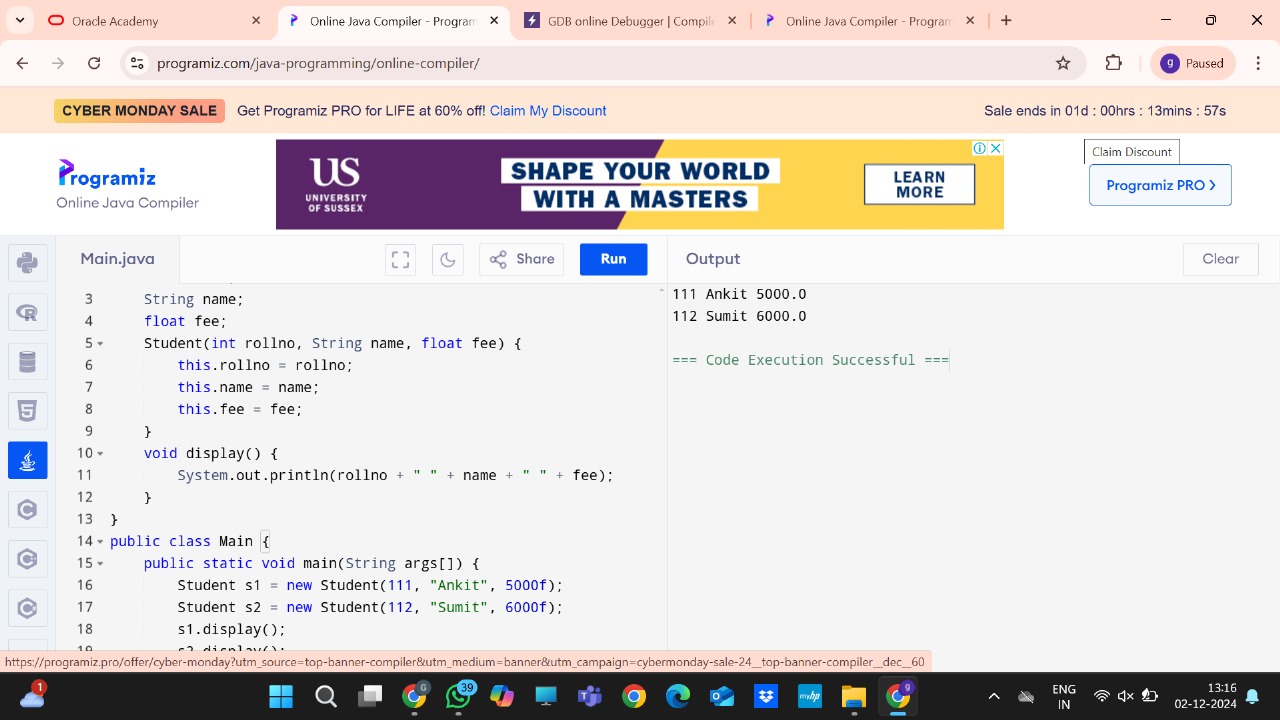 Oracle Academy
Online Java Compiler - Program
GDB online Debugger | Compile
Online Java Compiler - Program
programiz.com/java-programming/online-compiler/
g Paused
CYBER MONDAY SALE Get Programiz PRO for LIFE at 60% off! Claim My Discount
Sale ends in 01d : 00hrs : 13mins : 57s
Programiz
Online Java Compiler
US
UNIVERSITY
OF SUSSEX
SHAPE YOUR WORLD
WITH A MASTERS
LEARN
MORE
Claim Discount
Programiz PRO
Main.java
Share
Run
Output
Clear
3 String name;
4 float fee;
5 Student(int rollno, String name, float fee) {
6 this.rollno = rollno;
7 this.name = name;
8 this.fee = fee;
9 }
10 void display() {
11 System.out.println(rollno + " " + name + " " + fee);
12 }
13 }
14 public class Main {
15 public static void main(String args[]) {
16 Student s1 = new Student(111, "Ankit", 5000f);
17 Student s2 = new Student(112, "Sumit", 6000f);
18 s1.display();
19 s2.display();
111 Ankit 5000.0
112 Sumit 6000.0
=== Code Execution Successful ===
https://programiz.pro/offer/cyber-monday?utm_source=top-banner-compiler&utm_medium=banner&utm_campaign=cybermonday-sale-24__top-banner-compiler__dec__60
1
G
39
myhp
g
ENG
IN
13:16
02-12-2024